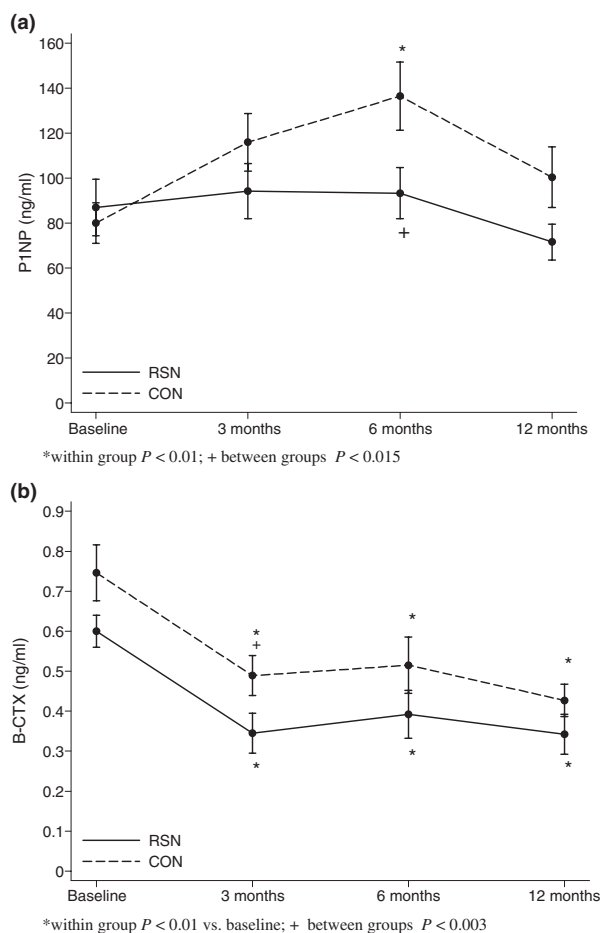 (a)
160
140
120
100
80
60
40
20
0
P1NP (ng/ml)
*
+
RSN
CON
Baseline 3 months 6 months 12 months
*within group P < 0.01; + between groups P < 0.015
(b)
0.9
0.8
0.7
0.6
0.5
0.4
0.3
0.2
0.1
0
B-CTX (ng/ml)
*
+
*
*
*
*
*
RSN
CON
Baseline 3 months 6 months 12 months
*within group P < 0.01 vs. baseline; + between groups P < 0.003